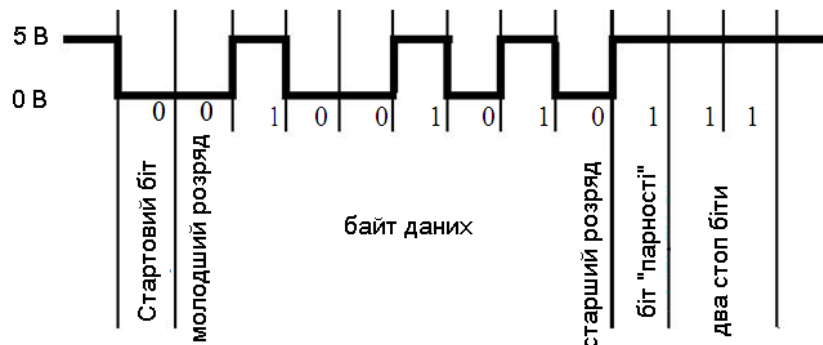 5 В
0 В
0 0 1 0 0 1 0 1 0 1 1 1
Стартовий біт
молодший розряд
байт даних
старший розряд
біт "парності"
два стоп біти